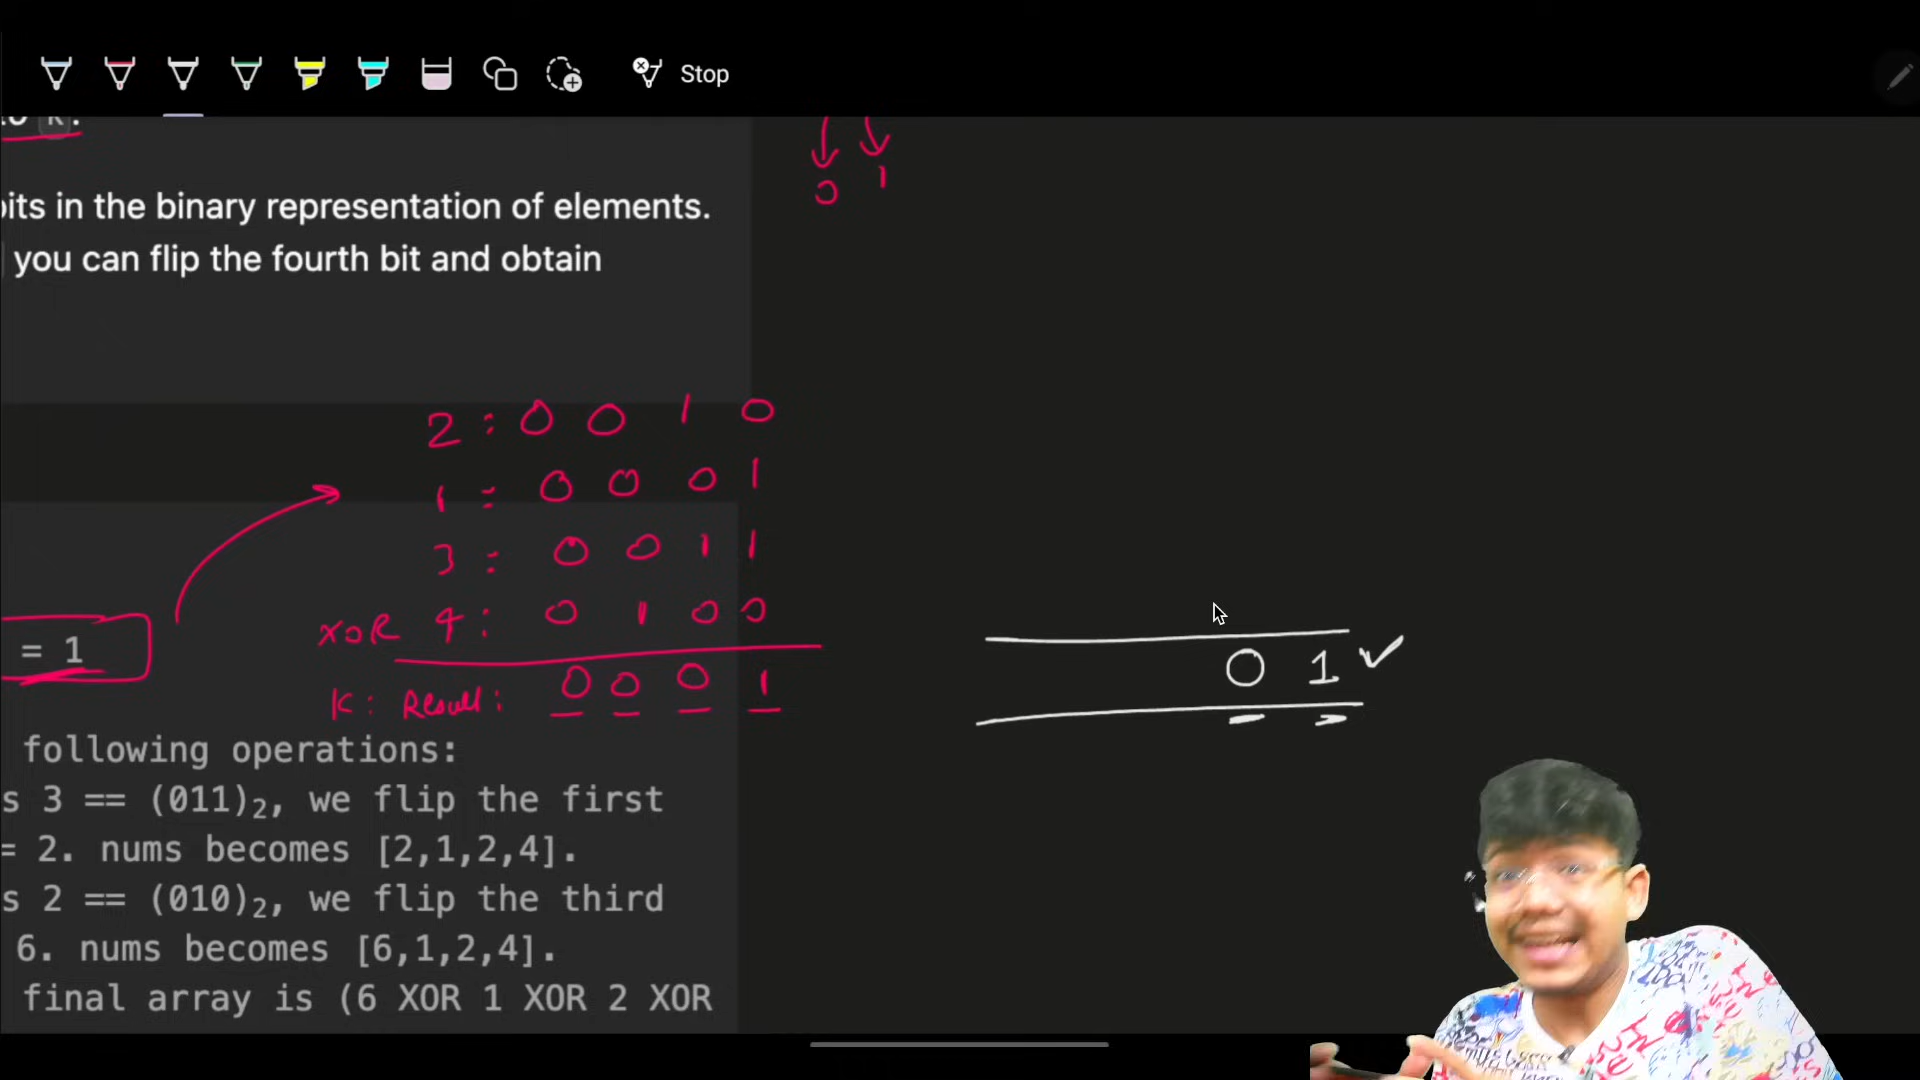 Stop
to k.
0 1
bits in the binary representation of elements.
you can flip the fourth bit and obtain
2 : 0 0 1 0
1 : 0 0 0 1
3 : 0 0 1 1
XOR 4 : 0 1 0 0
= 1
K : Result : 0 0 0 1
0 1
following operations:
s 3 == (011)₂, we flip the first
= 2. nums becomes [2,1,2,4].
s 2 == (010)₂, we flip the third
6. nums becomes [6,1,2,4].
final array is (6 XOR 1 XOR 2 XOR